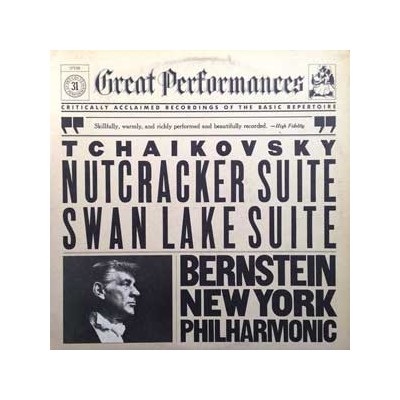 31
Great Performances
CRITICALLY ACCLAIMED RECORDINGS OF THE BASIC REPERTOIRE
"Skillfully, warmly, and richly performed and beautifully recorded. —High Fidelity "
TCHAIKOVSKY
NUTCRACKER SUITE
SWAN LAKE SUITE
BERNSTEIN
NEW YORK
PHILHARMONIC